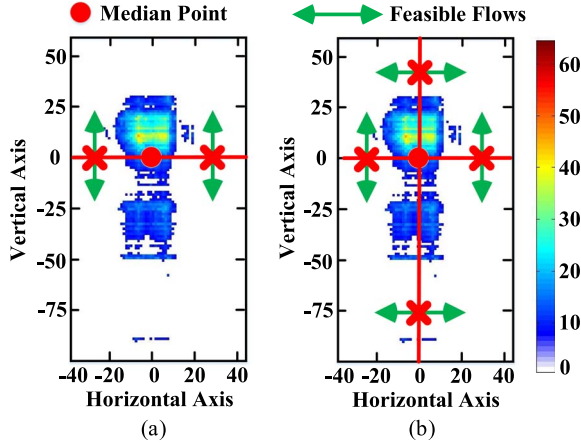 Median Point
Feasible Flows
Vertical Axis
50
25
0
-25
-50
-75
-40 -20 0 20 40
Horizontal Axis
(a)
Vertical Axis
50
25
0
-25
-50
-75
-40 -20 0 20 40
Horizontal Axis
(b)
60
50
40
30
20
10
0